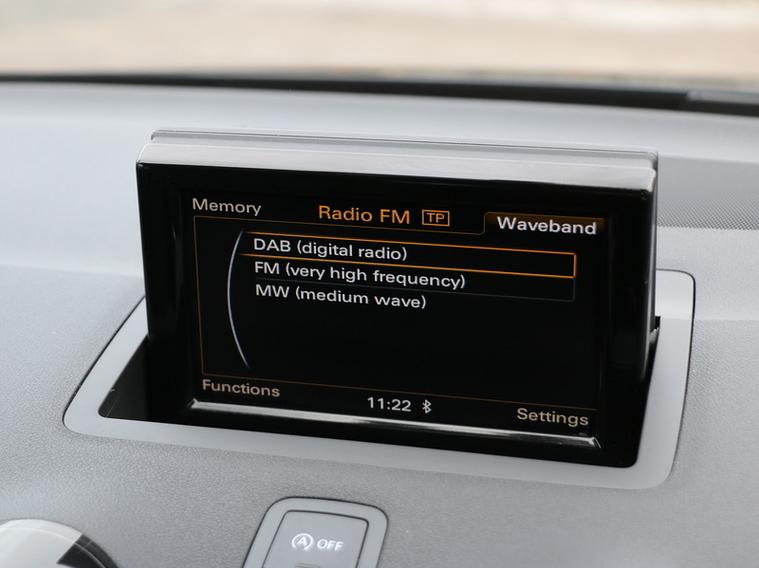 Memory
Radio FM TP
Waveband
DAB (digital radio)
FM (very high frequency)
MW (medium wave)
Functions
11:22
Settings
A OFF